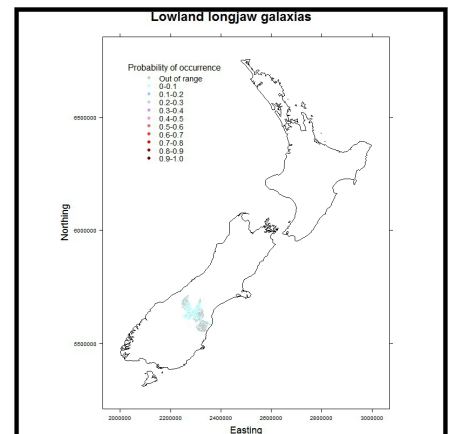 Lowland longjaw galaxias
Probability of occurrence
Out of range
0-0.1
0.1-0.2
0.2-0.3
0.3-0.4
0.4-0.5
0.5-0.6
0.6-0.7
0.7-0.8
0.8-0.9
0.9-1.0
Northing
6500000
6000000
5500000
2000000 2200000 2400000 2600000 2800000 3000000
Easting